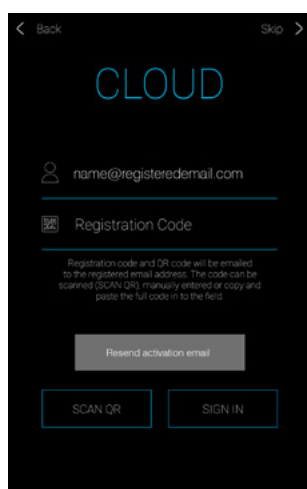 Back Skip
CLOUD
name@registeredemail.com
Registration Code
Registration code and QR code will be emailed
to the registered email address. The code can be
scanned (SCAN QR), manually entered or copy and
paste the full code in to the field.
Resend activation email
SCAN QR SIGN IN